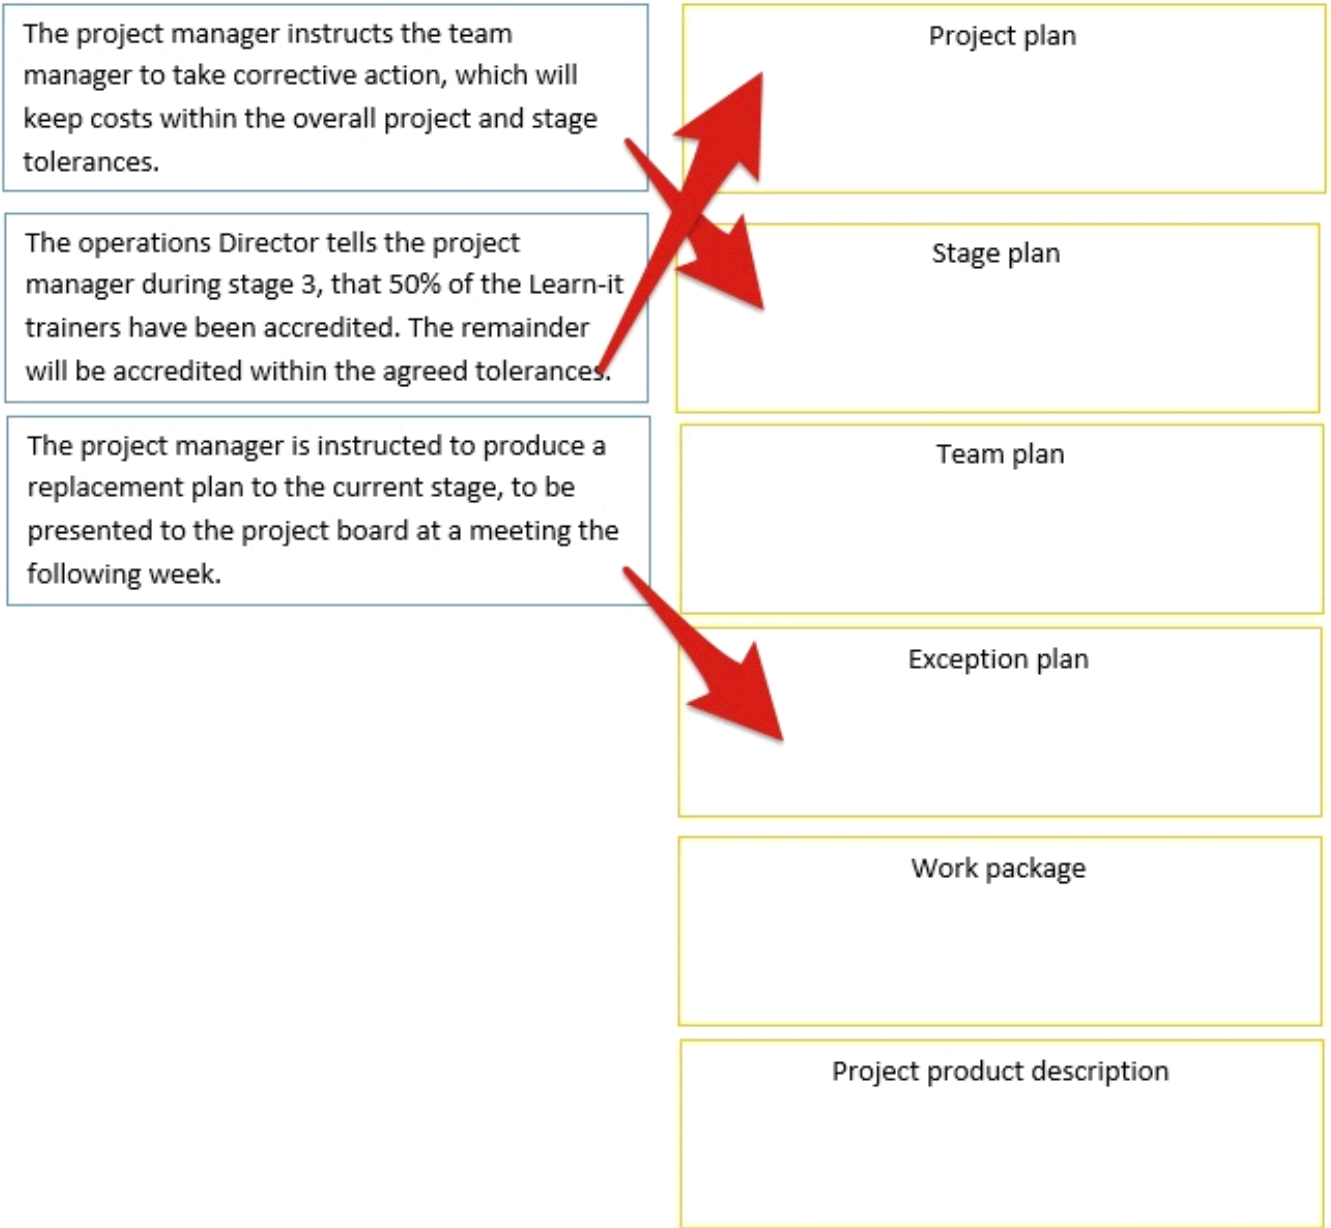 The project manager instructs the team
manager to take corrective action, which will
keep costs within the overall project and stage
tolerances.
The operations Director tells the project
manager during stage 3, that 50% of the Learn-it
trainers have been accredited. The remainder
will be accredited within the agreed tolerances.
The project manager is instructed to produce a
replacement plan to the current stage, to be
presented to the project board at a meeting the
following week.
Project plan
Stage plan
Team plan
Exception plan
Work package
Project product description